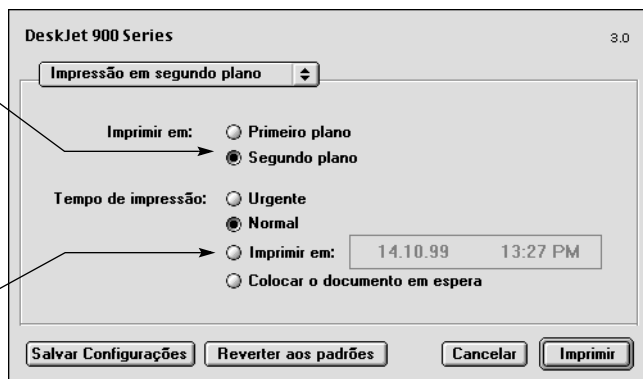 DeskJet 900 Series 3.0
Impressão em segundo plano
Imprimir em: Primeiro plano
Segundo plano
Tempo de impressão: Urgente
Normal
Imprimir em: 14.10.99 13:27 PM
Colocar o documento em espera
Salvar Configurações Reverter aos padrões Cancelar Imprimir